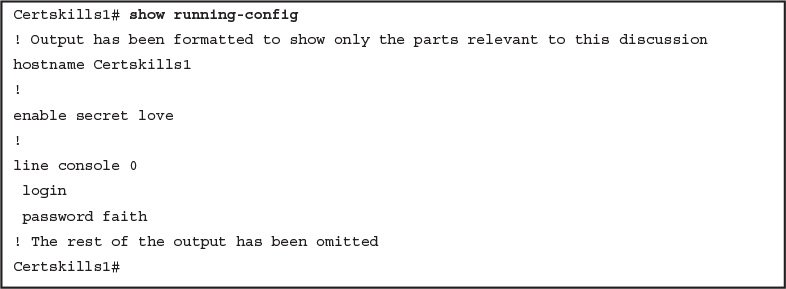 Certskills1# show running-config
! Output has been formatted to show only the parts relevant to this discussion
hostname Certskills1
!
enable secret love
!
line console 0
 login
 password faith
! The rest of the output has been omitted
Certskills1#